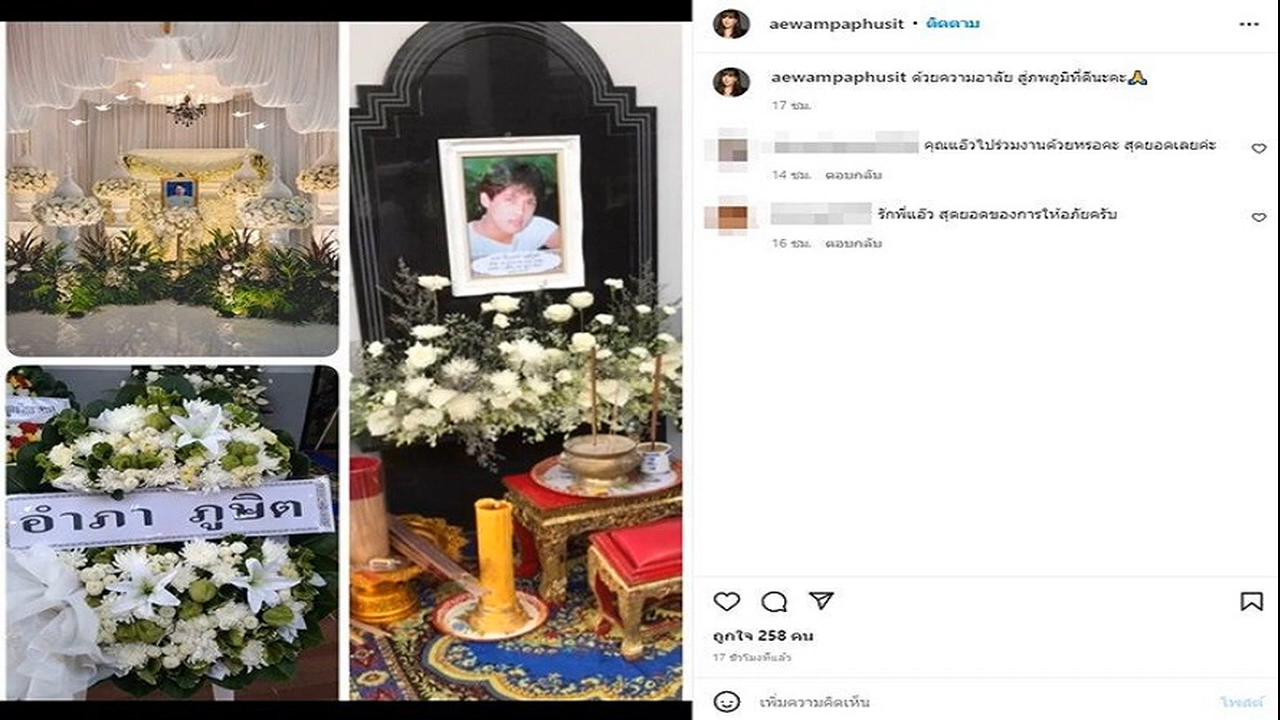 อำภา ภูษิต
aewampaphusit • ติดตาม
aewampaphusit ด้วยความอาลัย สู่ภพภูมิที่ดีนะคะ🙏
17 ชม.
คุณแอ๊วไปร่วมงานด้วยหรอคะ สุดยอดเลยค่ะ
14 ชม. ตอบกลับ
รักพี่แอ๊ว สุดยอดของการให้อภัยครับ
16 ชม. ตอบกลับ
ถูกใจ 258 คน
17 ชั่วโมงที่แล้ว
เพิ่มความคิดเห็น
โพสต์